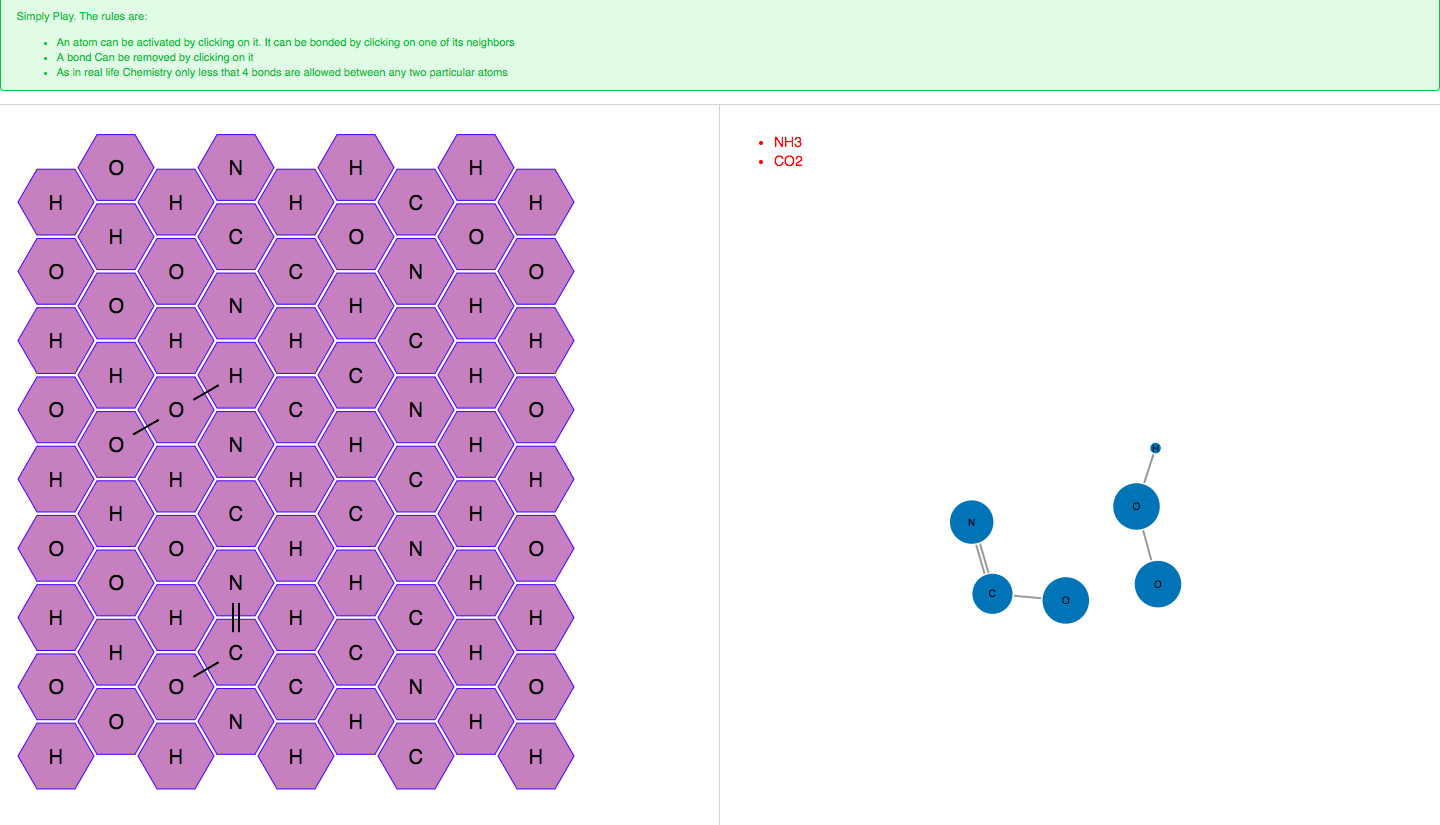 Simply Play. The rules are:
An atom can be activated by clicking on it. It can be bonded by clicking on one of its neighbors
A bond Can be removed by clicking on it
As in real life Chemistry only less that 4 bonds are allowed between any two particular atoms
O N H H
H H H C H
H C O O
O O C N O
O N H H
H H H C H
H H C H
O O C N O
O N H H
H H H C H
H C C H
O O H N O
O N H H
H H H C H
H C C H
O O C N O
O N H H
H H H C H
NH3
CO2
H
O
N
O
C
O